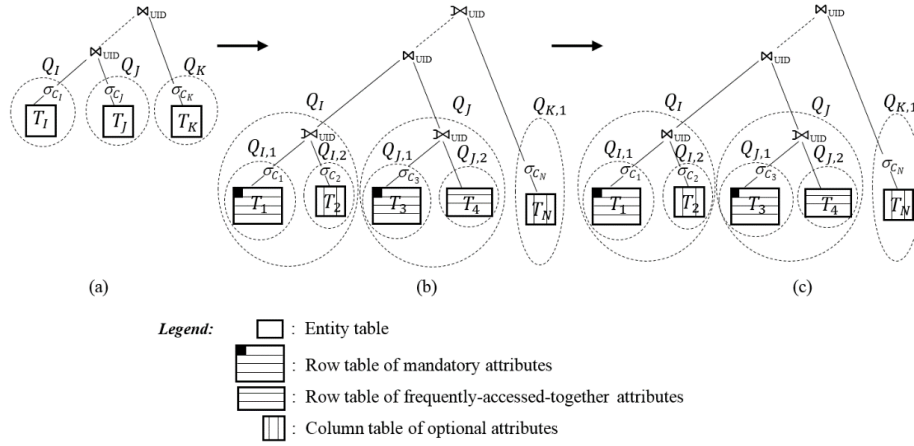 ⋈UID ⟕UID ⋈UID
⋈UID ⋈UID ⋈UID
Q_I Q_J Q_K
σ_{C_I} σ_{C_J} σ_{C_K}
T_I T_J T_K
Q_I Q_J Q_{K,1}
⟕UID ⟕UID
Q_{I,1} Q_{I,2} Q_{J,1} Q_{J,2}
σ_{C_1} σ_{C_2} σ_{C_3} σ_{C_N}
T_1 T_2 T_3 T_4 T_N
Q_I Q_J Q_{K,1}
⋈UID ⟕UID
Q_{I,1} Q_{I,2} Q_{J,1} Q_{J,2}
σ_{C_1} σ_{C_2} σ_{C_3} σ_{C_N}
T_1 T_2 T_3 T_4 T_N
(a) (b) (c)
Legend: : Entity table
: Row table of mandatory attributes
: Row table of frequently-accessed-together attributes
: Column table of optional attributes